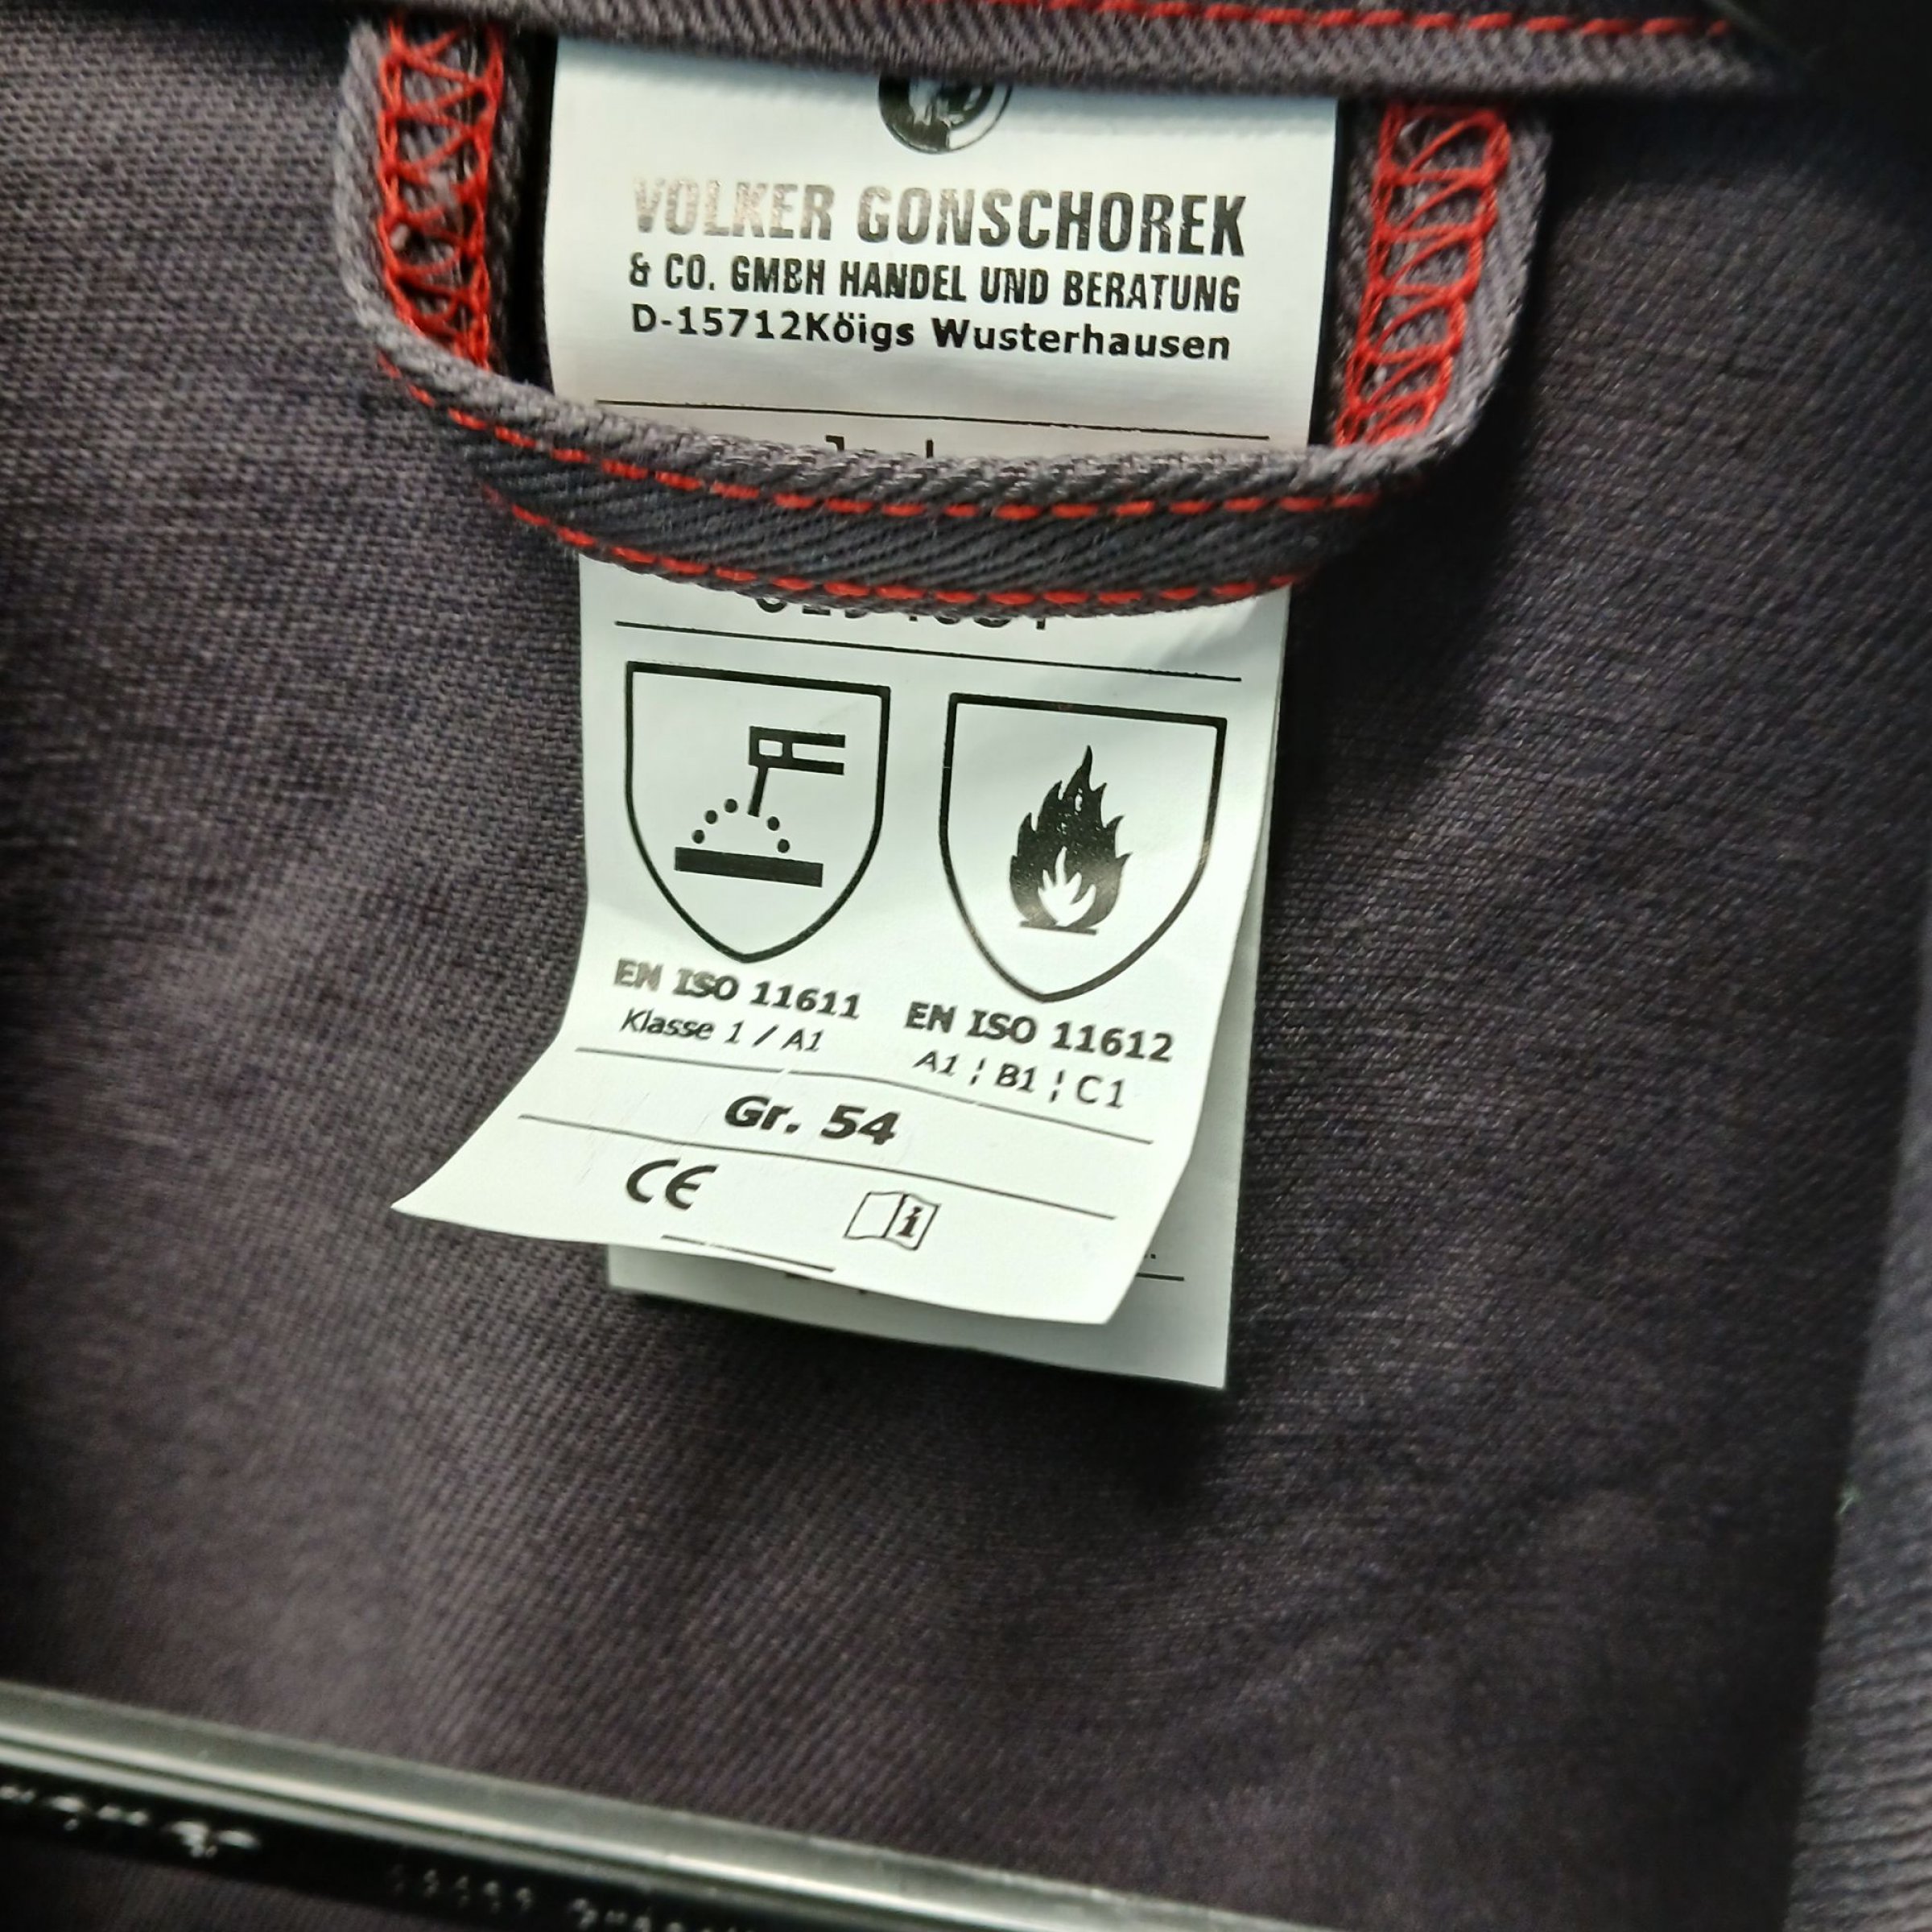 VOLKER GONSCHOREK
& CO. GMBH HANDEL UND BERATUNG
D-15712Köigs Wusterhausen
EN ISO 11611
Klasse 1 / A1
EN ISO 11612
A1 ¦ B1 ¦ C1
Gr. 54
CE
i